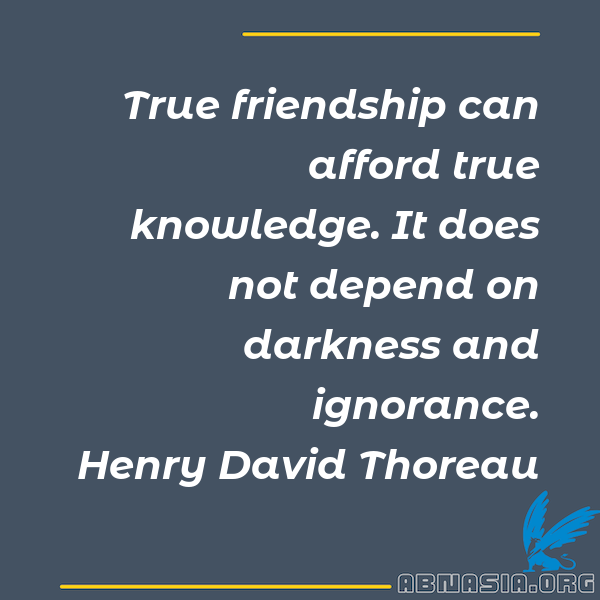 True friendship can
afford true
knowledge. It does
not depend on
darkness and
ignorance.
Henry David Thoreau
ABNASIA.ORG